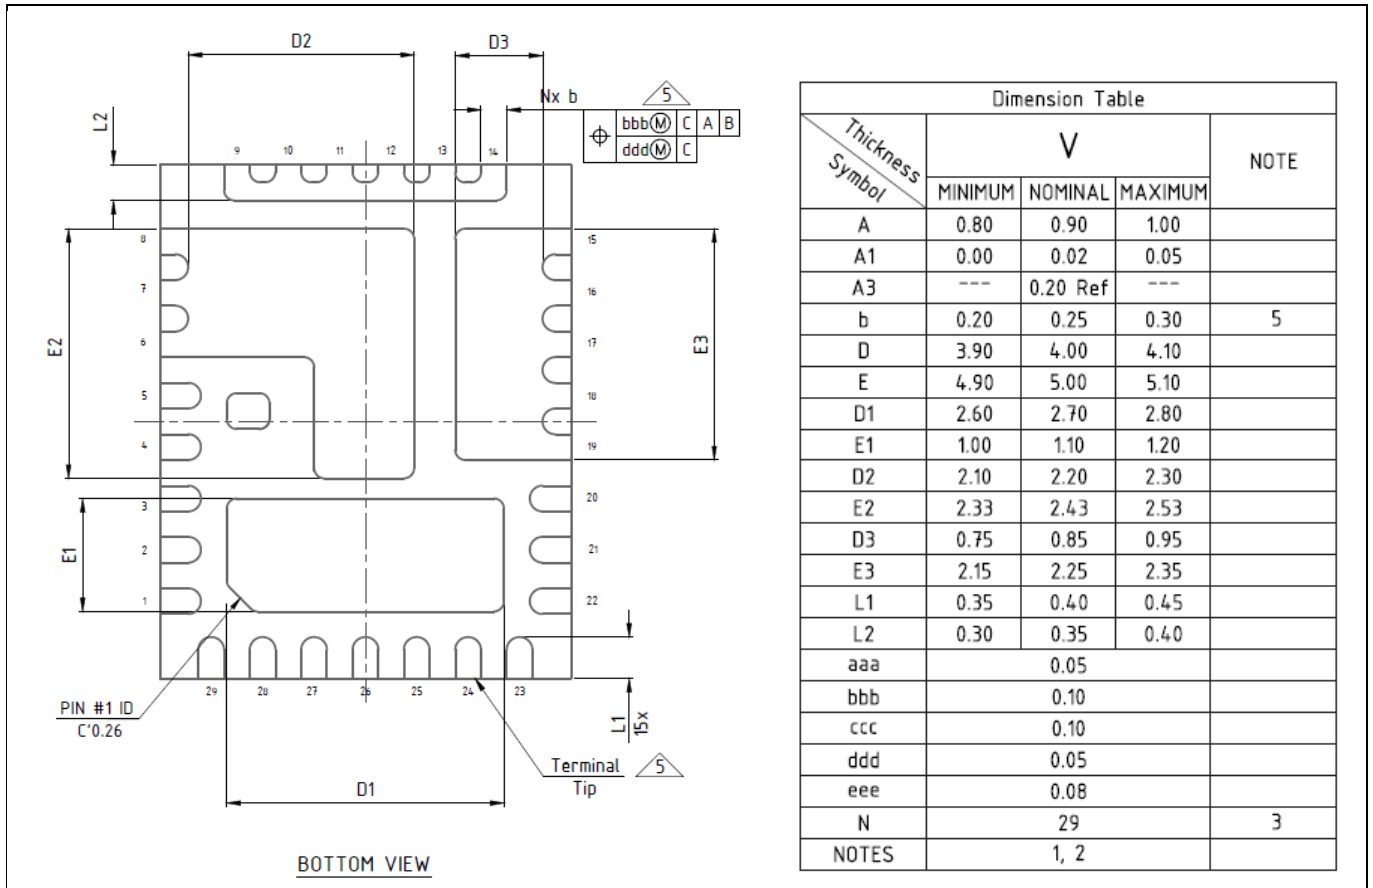 D2
D3
L2
Nx b
5
bbb Ⓜ C A B
ddd Ⓜ C
9 10 11 12 13 14
8
7
6
5
4
3
2
1
15
16
17
18
19
20
21
22
29 28 27 26 25 24 23
E2
E3
E1
PIN #1 ID
C'0.26
L1
15x
Terminal
Tip
5
D1
BOTTOM VIEW
Dimension Table
Thickness
Symbol
V
NOTE
MINIMUM NOMINAL MAXIMUM
A 0.80 0.90 1.00
A1 0.00 0.02 0.05
A3 --- 0.20 Ref ---
b 0.20 0.25 0.30 5
D 3.90 4.00 4.10
E 4.90 5.00 5.10
D1 2.60 2.70 2.80
E1 1.00 1.10 1.20
D2 2.10 2.20 2.30
E2 2.33 2.43 2.53
D3 0.75 0.85 0.95
E3 2.15 2.25 2.35
L1 0.35 0.40 0.45
L2 0.30 0.35 0.40
aaa 0.05
bbb 0.10
ccc 0.10
ddd 0.05
eee 0.08
N 29 3
NOTES 1, 2